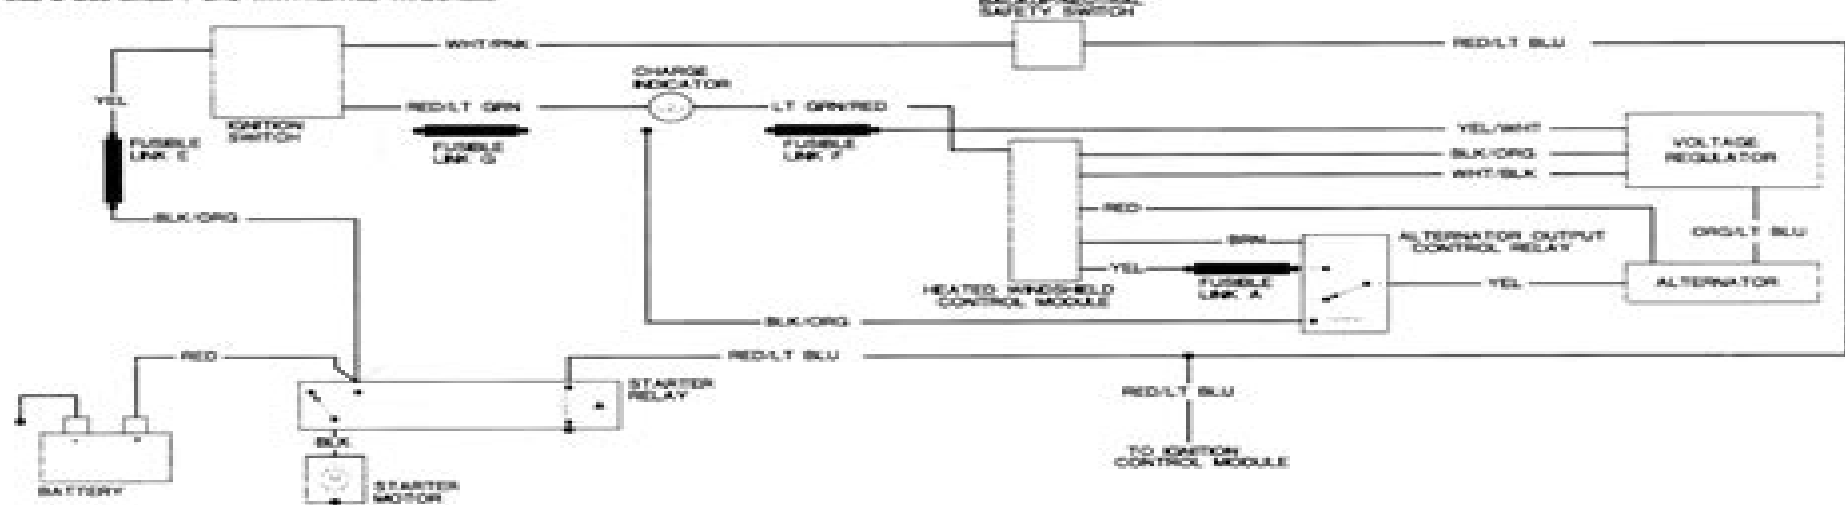 SAFETY SWITCH
WHT/PNK
RED/LT BLU
CHARGE
INDICATOR
YEL
RED/LT GRN
LT GRN/RED
IGNITION
SWITCH
FUSIBLE
LINK E
FUSIBLE
LINK G
FUSIBLE
LINK F
YEL/WHT
BLK/ORG
WHT/BLK
VOLTAGE
REGULATOR
BLK/ORG
RED
BRN
YEL
FUSIBLE
LINK A
ALTERNATOR OUTPUT
CONTROL RELAY
ORG/LT BLU
YEL
ALTERNATOR
HEATED WINDSHIELD
CONTROL MODULE
BLK/ORG
RED
RED/LT BLU
STARTER
RELAY
RED/LT BLU
BLK
TO IGNITION
CONTROL MODULE
BATTERY
STARTER
MOTOR